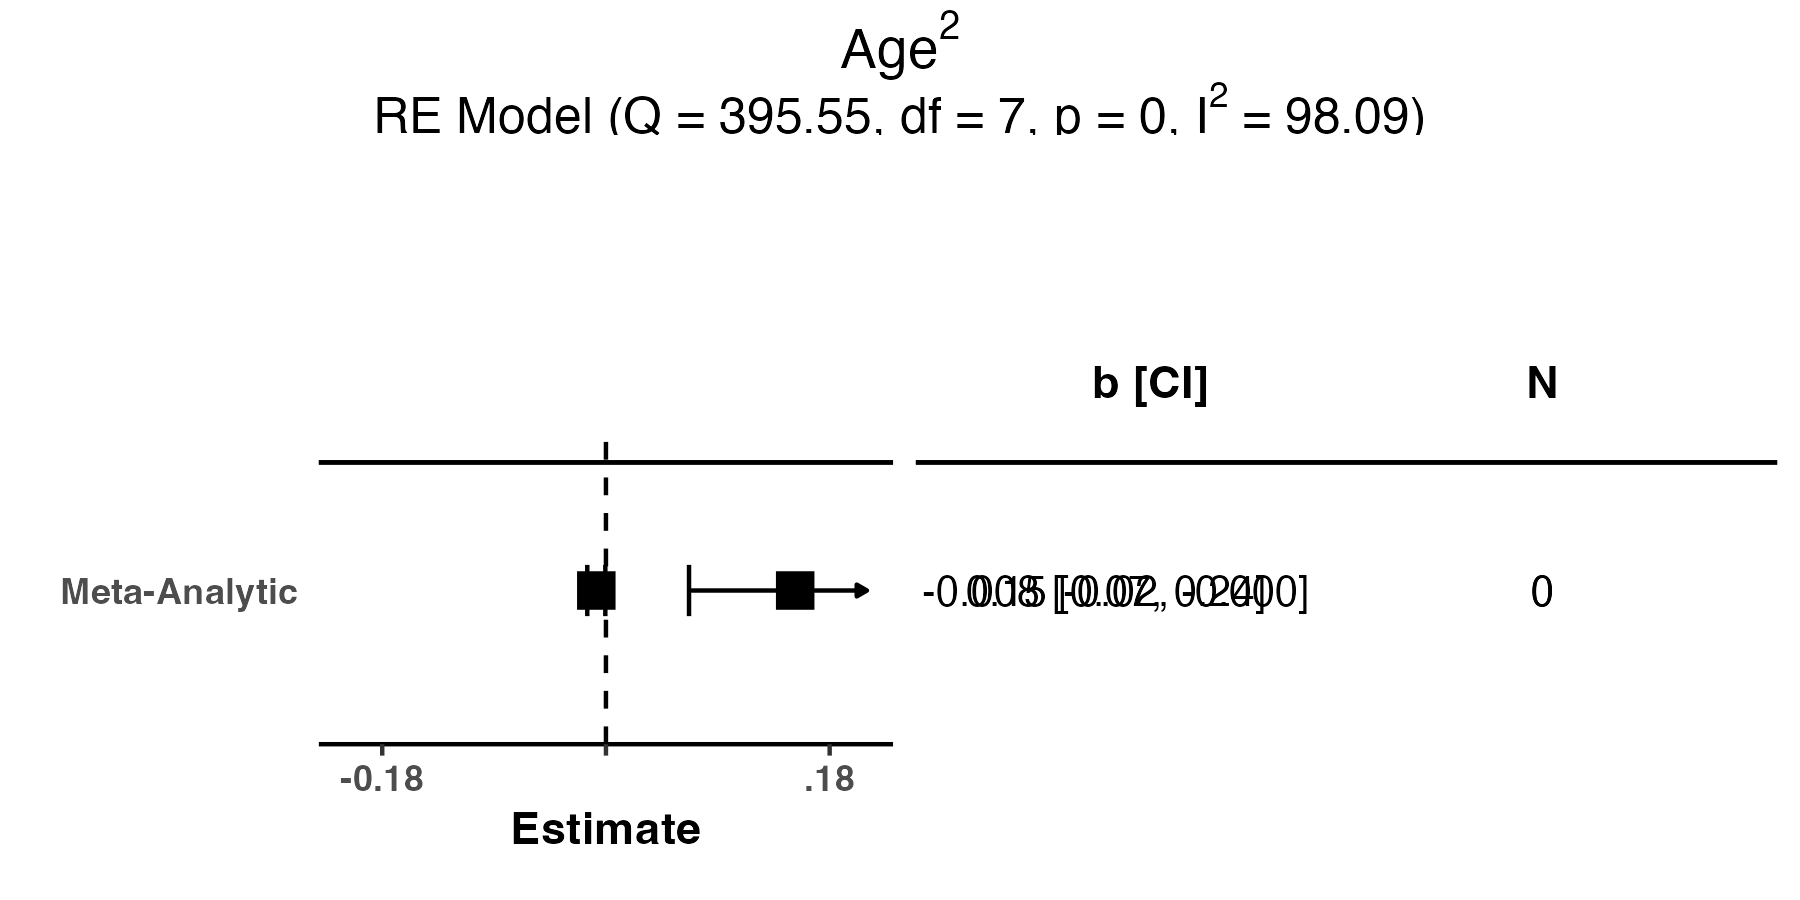 Age²
RE Model (Q = 395.55, df = 7, p = 0, I² = 98.09)
b [CI] N
Meta-Analytic 0
-0.18 .18
Estimate